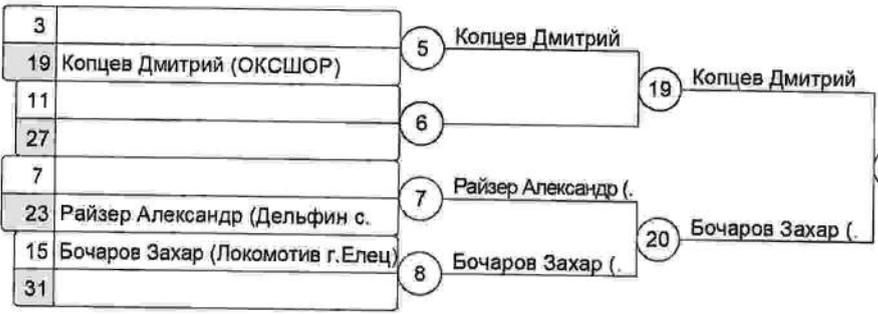 3
19 Копцев Дмитрий (ОКСШОР)
5 Копцев Дмитрий
19 Копцев Дмитрий
11
27
6
7
23 Райзер Александр (Дельфин с.
7 Райзер Александр (.
15 Бочаров Захар (Локомотив г.Елец)
31
8 Бочаров Захар (.
20 Бочаров Захар (.